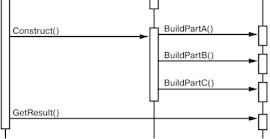 Construct()
BuildPartA()
BuildPartB()
BuildPartC()
GetResult()